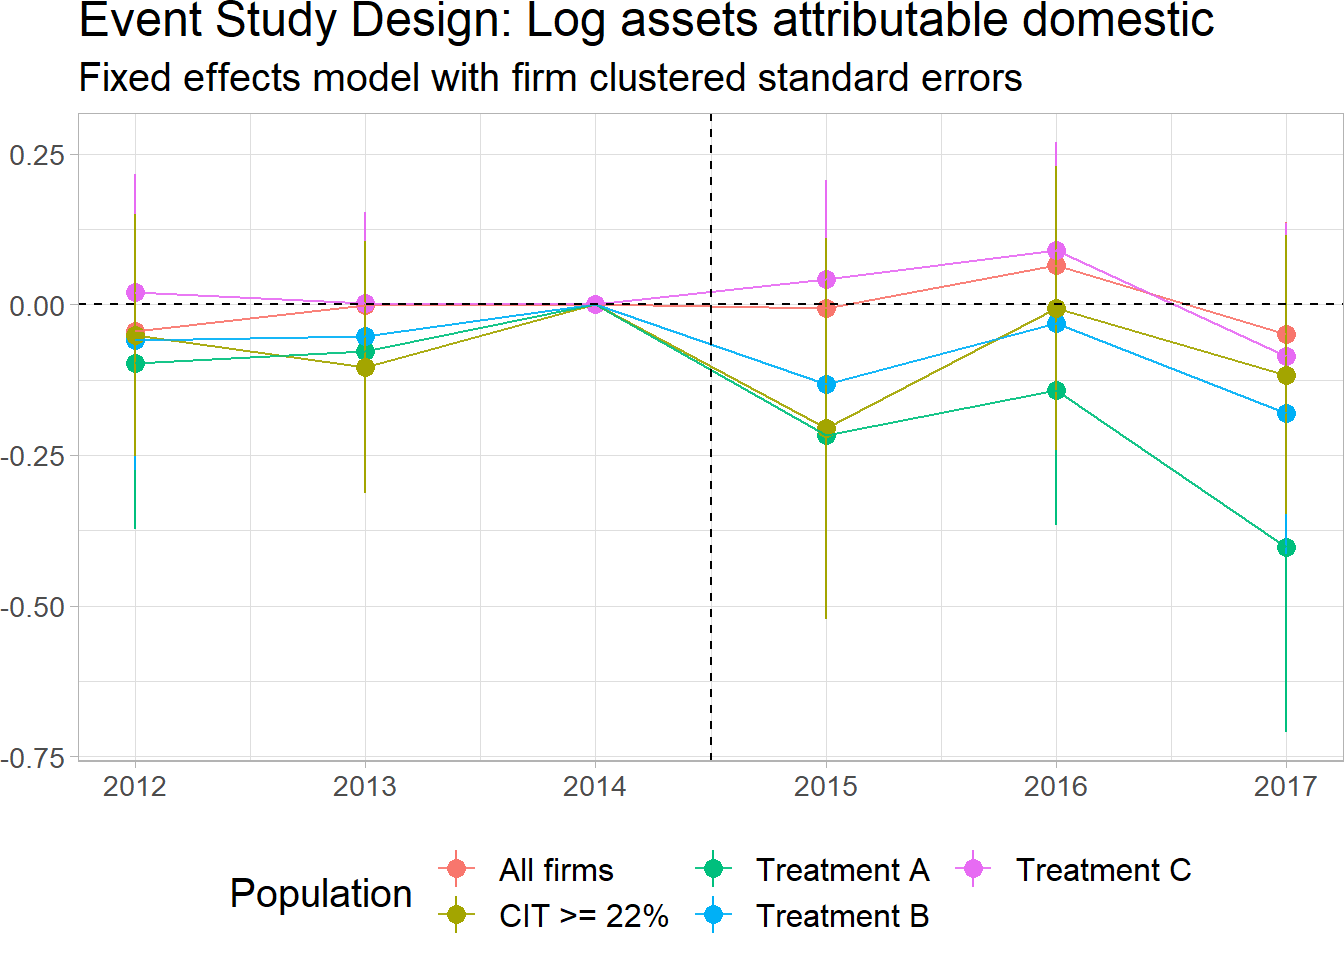 Event Study Design: Log assets attributable domestic
Fixed effects model with firm clustered standard errors
0.25
0.00
-0.25
-0.50
-0.75
2012 2013 2014 2015 2016 2017
Population
All firms
Treatment A
Treatment C
CIT >= 22%
Treatment B